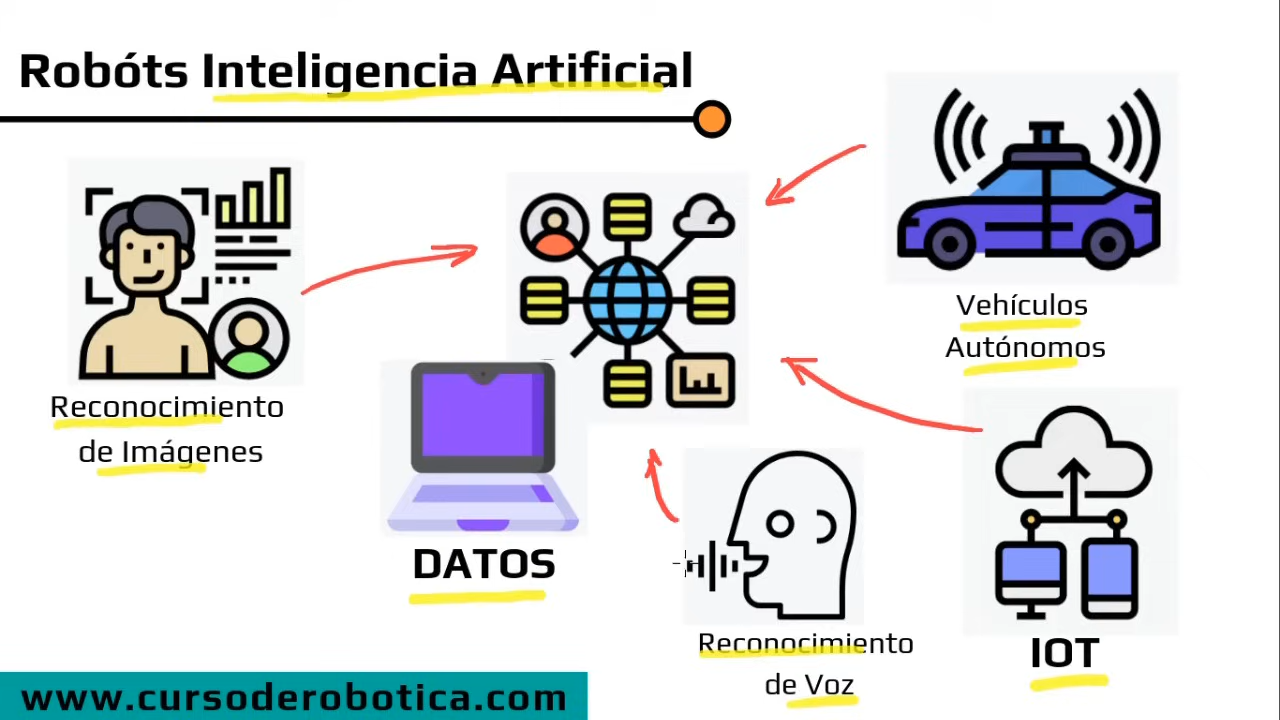 Robóts Inteligencia Artificial
Reconocimiento
de Imágenes
DATOS
Vehículos
Autónomos
Reconocimiento
de Voz
IOT
www.cursoderobotica.com